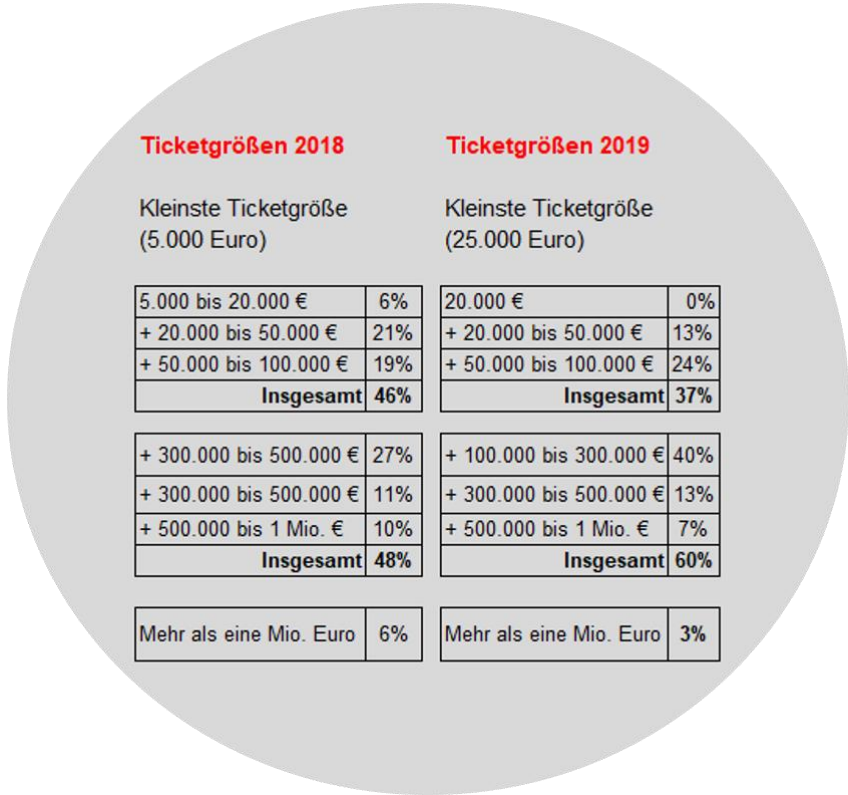 Ticketgrößen 2018
Kleinste Ticketgröße
(5.000 Euro)
5.000 bis 20.000 € 6%
+ 20.000 bis 50.000 € 21%
+ 50.000 bis 100.000 € 19%
Insgesamt 46%
+ 300.000 bis 500.000 € 27%
+ 300.000 bis 500.000 € 11%
+ 500.000 bis 1 Mio. € 10%
Insgesamt 48%
Mehr als eine Mio. Euro 6%
Ticketgrößen 2019
Kleinste Ticketgröße
(25.000 Euro)
20.000 € 0%
+ 20.000 bis 50.000 € 13%
+ 50.000 bis 100.000 € 24%
Insgesamt 37%
+ 100.000 bis 300.000 € 40%
+ 300.000 bis 500.000 € 13%
+ 500.000 bis 1 Mio. € 7%
Insgesamt 60%
Mehr als eine Mio. Euro 3%